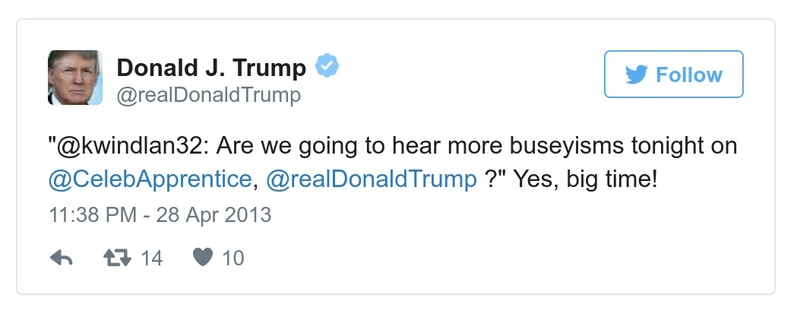 Donald J. Trump
Follow
@realDonaldTrump
"@kwindlan32: Are we going to hear more buseyisms tonight on
@CelebApprentice, @realDonaldTrump ?" Yes, big time!
11:38 PM - 28 Apr 2013
14 10